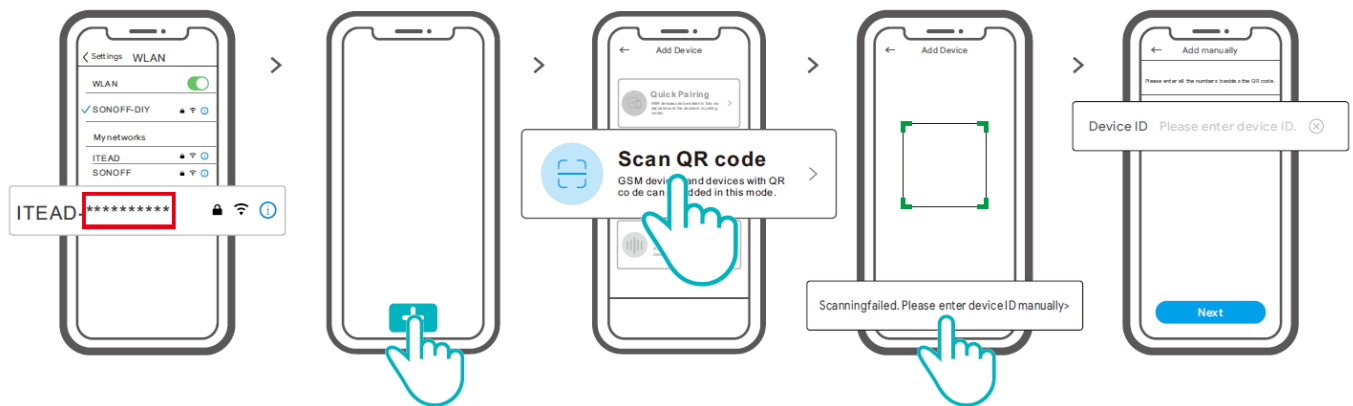 Settings WLAN
WLAN
SONOFF-DIY
My networks
ITEAD
SONOFF
ITEAD-**********
Add Device
Quick Pairing
Scan QR code
GSM devi and devices with QR
co de can dded in this mode.
Add Device
Scanningfailed. Please enter device ID manually>
Add manually
Please enter all the numbers beside s the QR code.
Device ID Please enter device ID.
Next